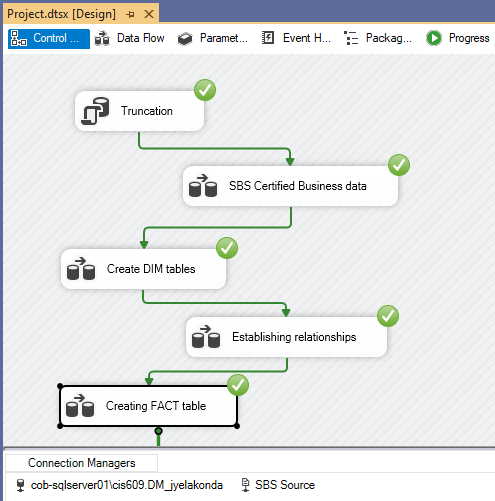 Project.dtsx [Design]
Control ... Data Flow Paramet... Event H... Packag... Progress
Truncation
SBS Certified Business data
Create DIM tables
Establishing relationships
Creating FACT table
Connection Managers
cob-sqlserver01\cis609.DM_jyelakonda SBS Source